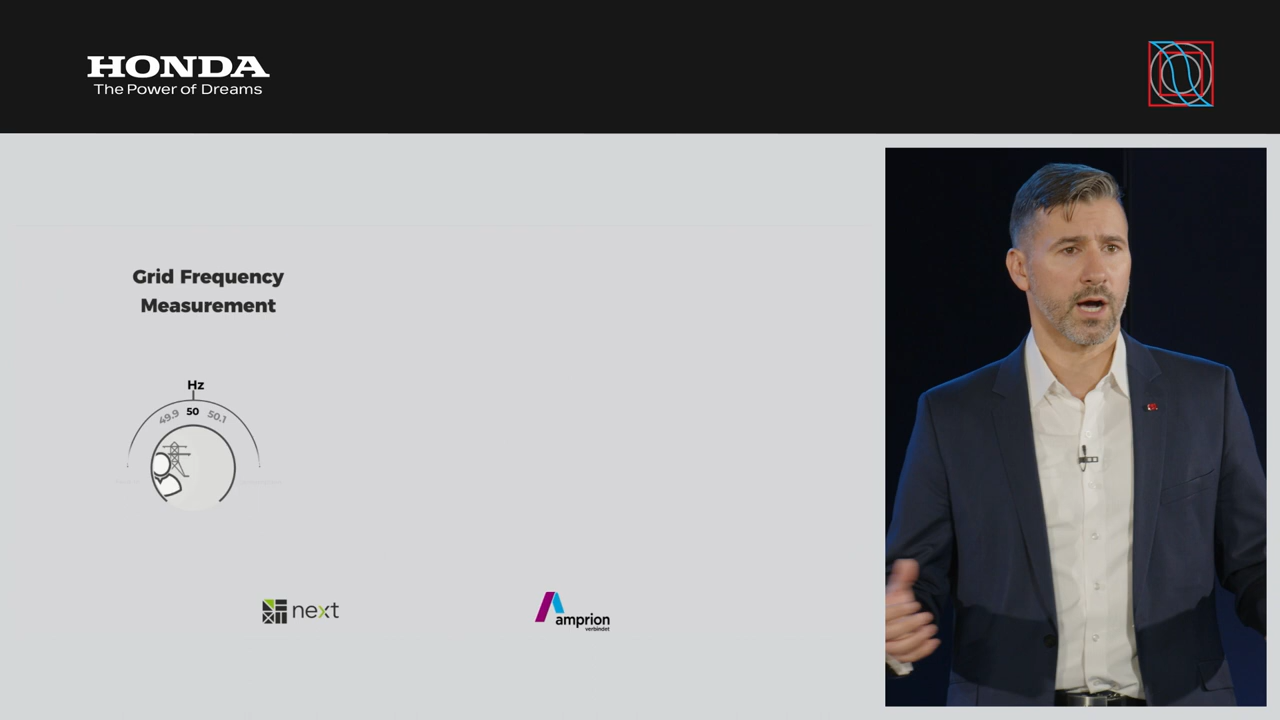 HONDA
The Power of Dreams
Grid Frequency
Measurement
Hz
49.9 50 50.1
next
amprion
verbindet